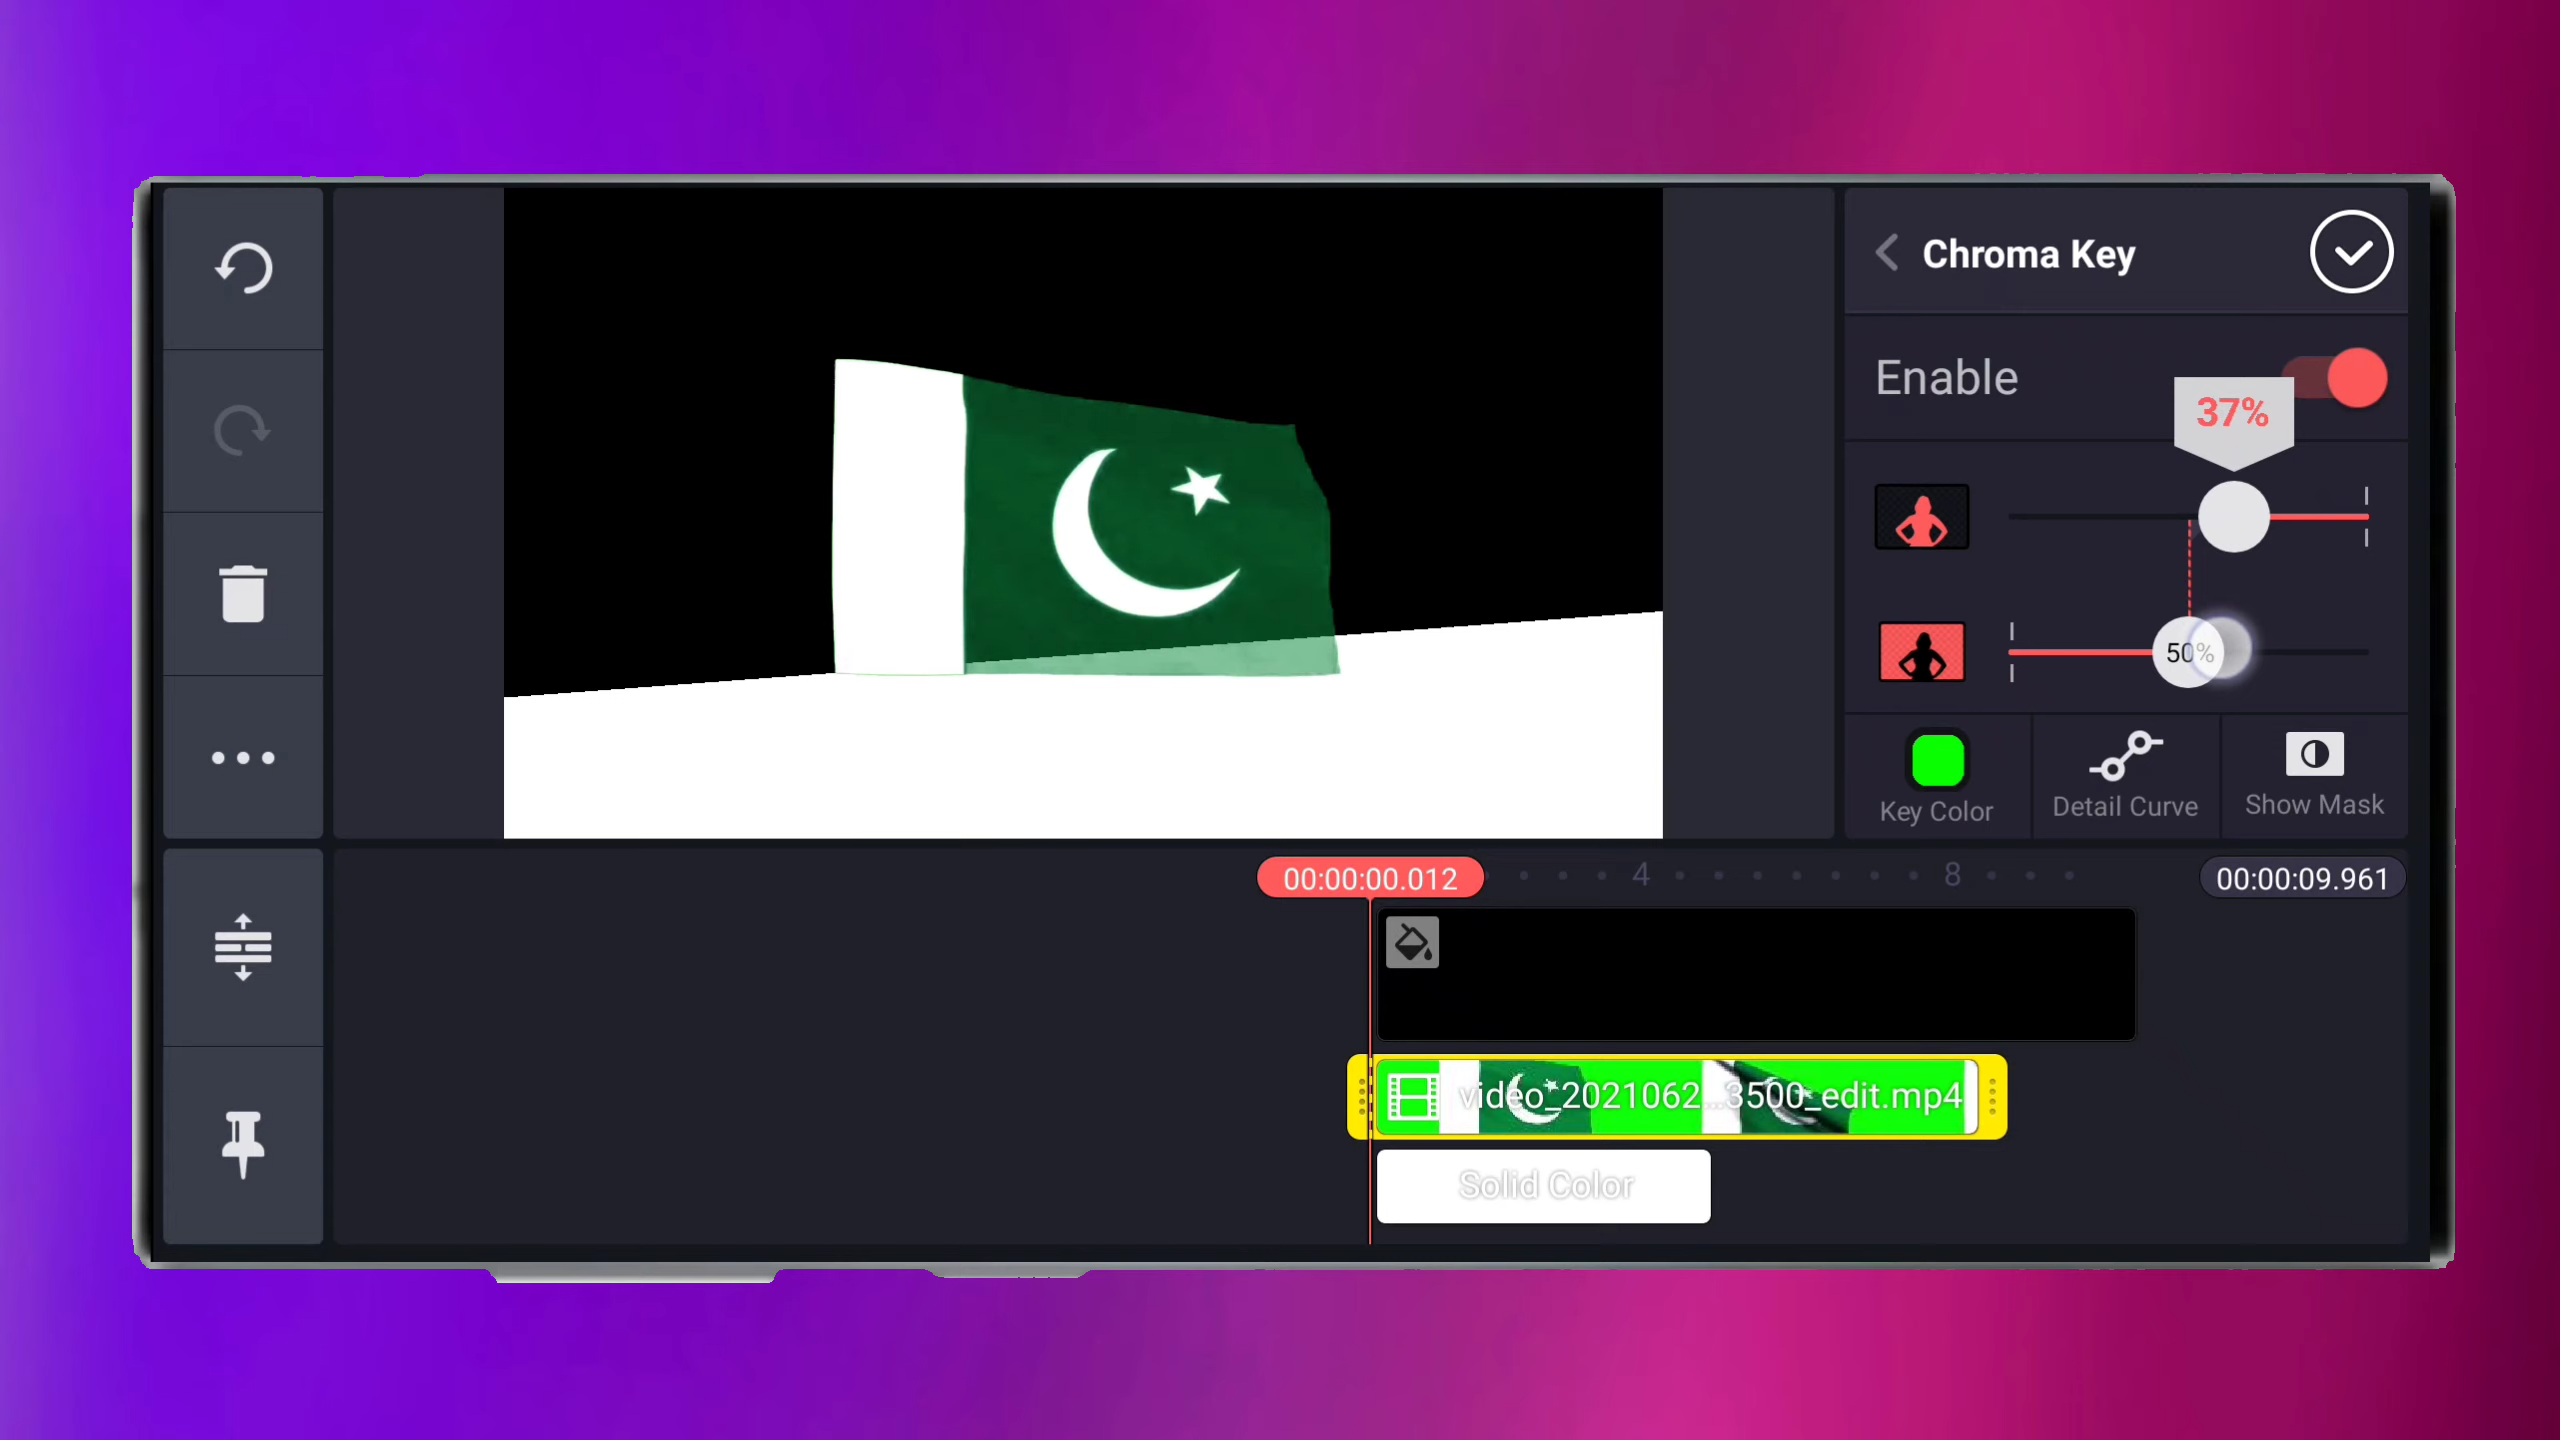 Chroma Key
Enable
37%
50%
Key Color
Detail Curve
Show Mask
00:00:00.012
4
8
00:00:09.961
video_2021062...3500_edit.mp4
Solid Color